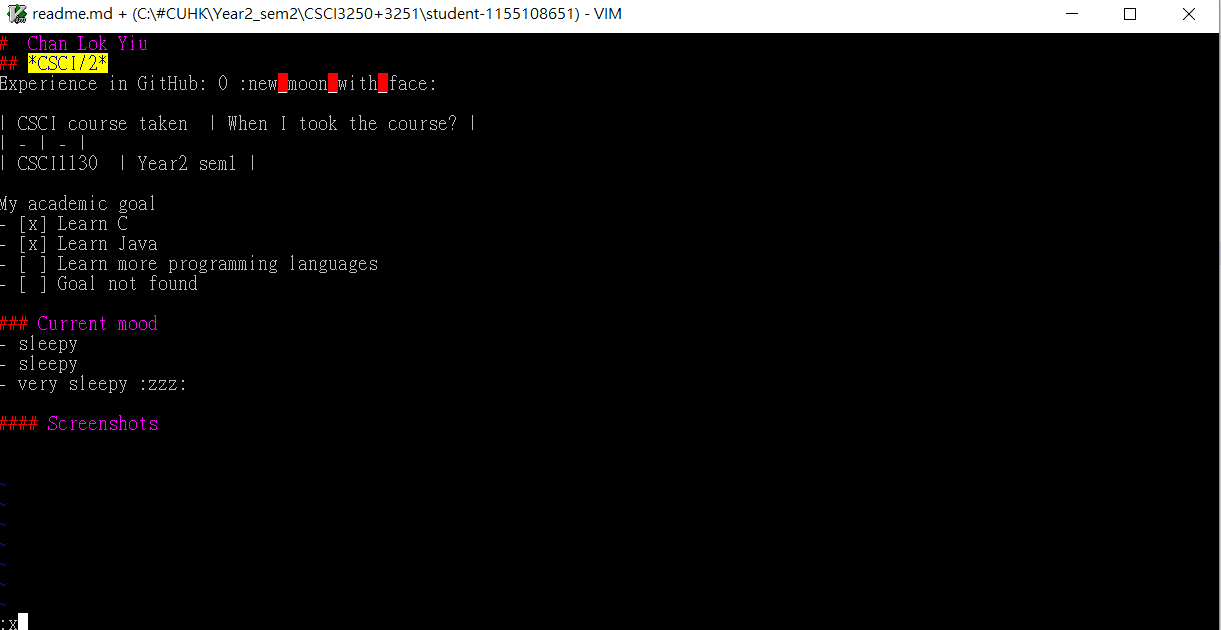 readme.md + (C:\#CUHK\Year2_sem2\CSCI3250+3251\student-1155108651) - VIM
#  Chan Lok Yiu
## *CSCI/2*
Experience in GitHub: 0 :new_moon_with_face:
| CSCI course taken  | When I took the course? |
| - | - |
| CSCI1130  | Year2 sem1 |
My academic goal
- [x] Learn C
- [x] Learn Java
- [ ] Learn more programming languages
- [ ] Goal not found
### Current mood
- sleepy
- sleepy
- very sleepy :zzz:
#### Screenshots
~
~
~
~
~
~
~
:x